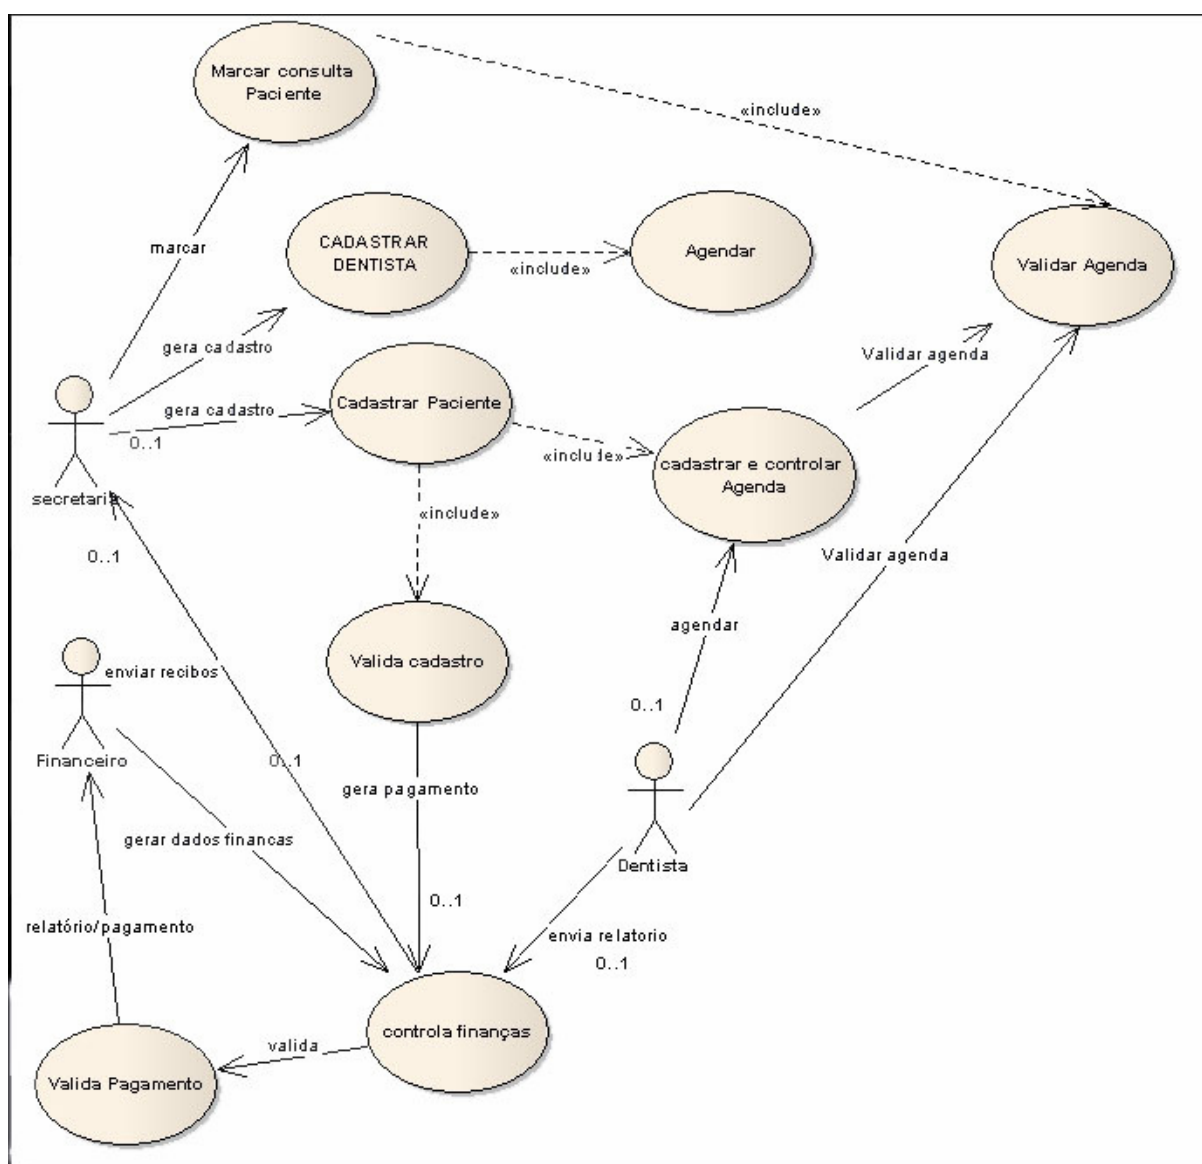 Marcar consulta
Paciente
«include»
marcar
CADASTRAR
DENTISTA
«include»
Agendar
Validar Agenda
gera cadastro
Validar agenda
gera cadastro
0..1
Cadastrar Paciente
«include»
cadastrar e controlar
Agenda
secretaria
«include»
0..1
Validar agenda
agendar
Valida cadastro
enviar recibos
0..1
Financeiro
0..1
gera pagamento
gerar dados financas
Dentista
0..1
relatório/pagamento
envia relatorio
0..1
controla finanças
valida
Valida Pagamento